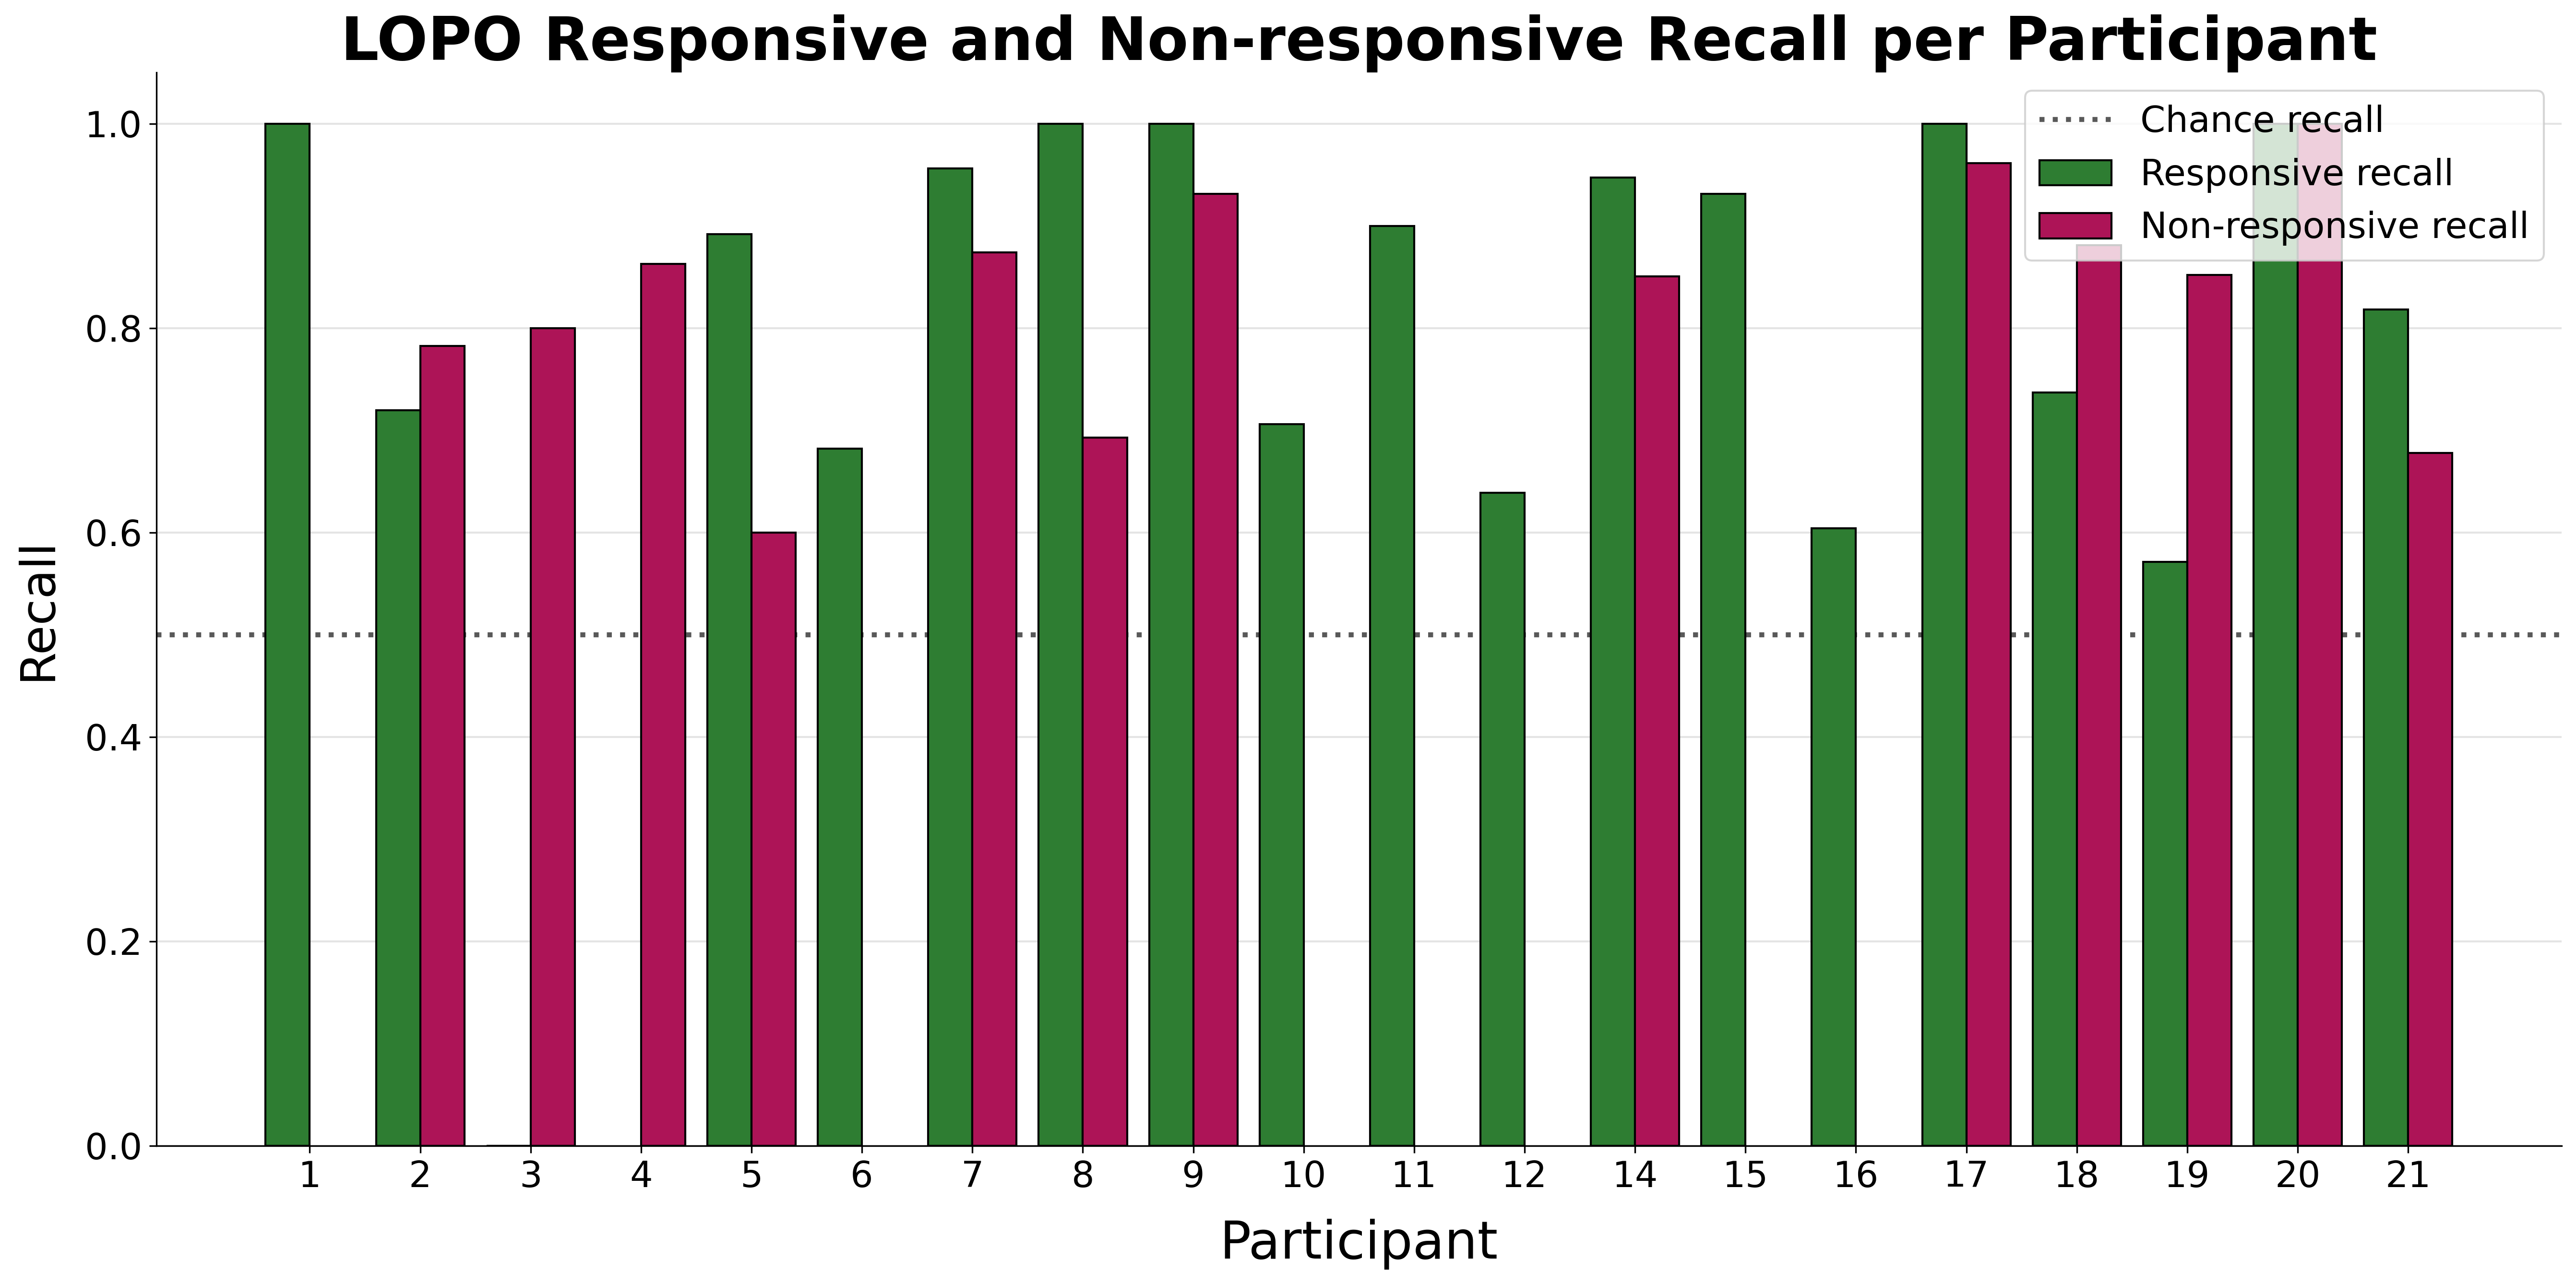 LOPO Responsive and Non-responsive Recall per Participant
Chance recall
Responsive recall
Non-responsive recall
Recall
1.0
0.8
0.6
0.4
0.2
0.0
1 2 3 4 5 6 7 8 9 10 11 12 14 15 16 17 18 19 20 21
Participant